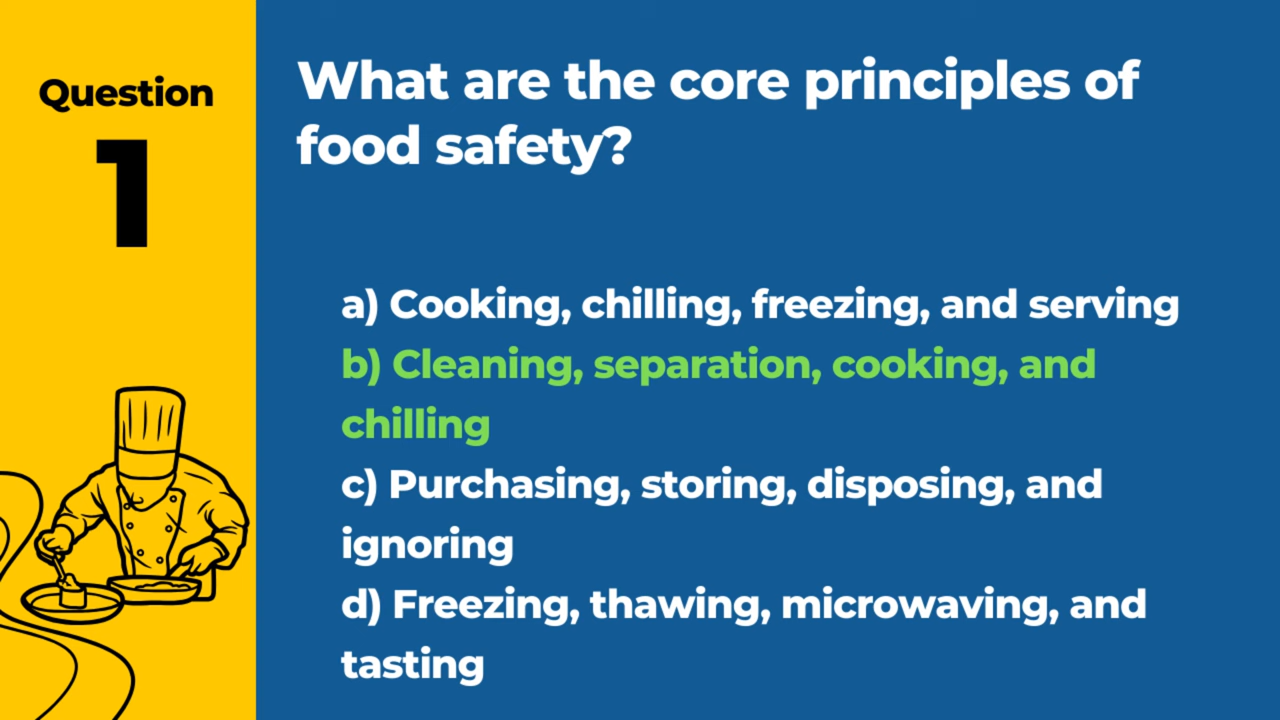 Question
1
What are the core principles of
food safety?
a) Cooking, chilling, freezing, and serving
b) Cleaning, separation, cooking, and
chilling
c) Purchasing, storing, disposing, and
ignoring
d) Freezing, thawing, microwaving, and
tasting